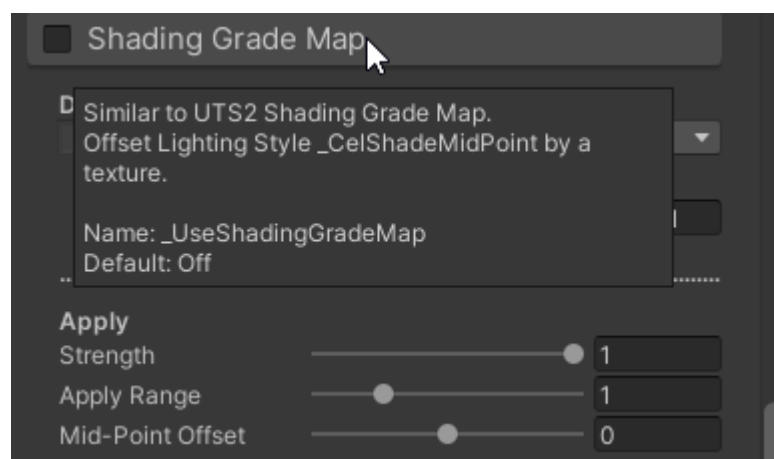 Shading Grade Map
D
Similar to UTS2 Shading Grade Map.
Offset Lighting Style _CelShadeMidPoint by a
texture.
Name: _UseShadingGradeMap
Default: Off
Apply
Strength 1
Apply Range 1
Mid-Point Offset 0